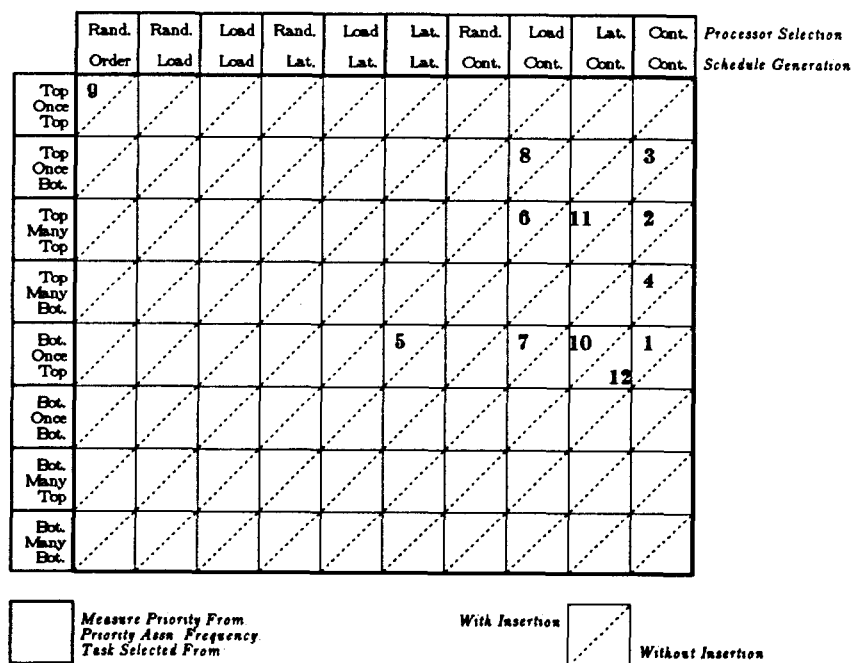 Rand. Rand. Load Rand. Load Lat. Rand. Load Lat. Cont. Processor Selection
Order Load Load Lat. Lat. Lat. Cont. Cont. Cont. Cont. Schedule Generation
Top
Once
Top
9
Top
Once
Bot.
8 3
Top
Many
Top
6 11 2
Top
Many
Bot.
4
Bot.
Once
Top
5 7 10 1
12
Bot.
Once
Bot.
Bot.
Many
Top
Bot.
Many
Bot.
Measure Priority From
Priority Assn Frequency
Task Selected From
With Insertion
Without Insertion